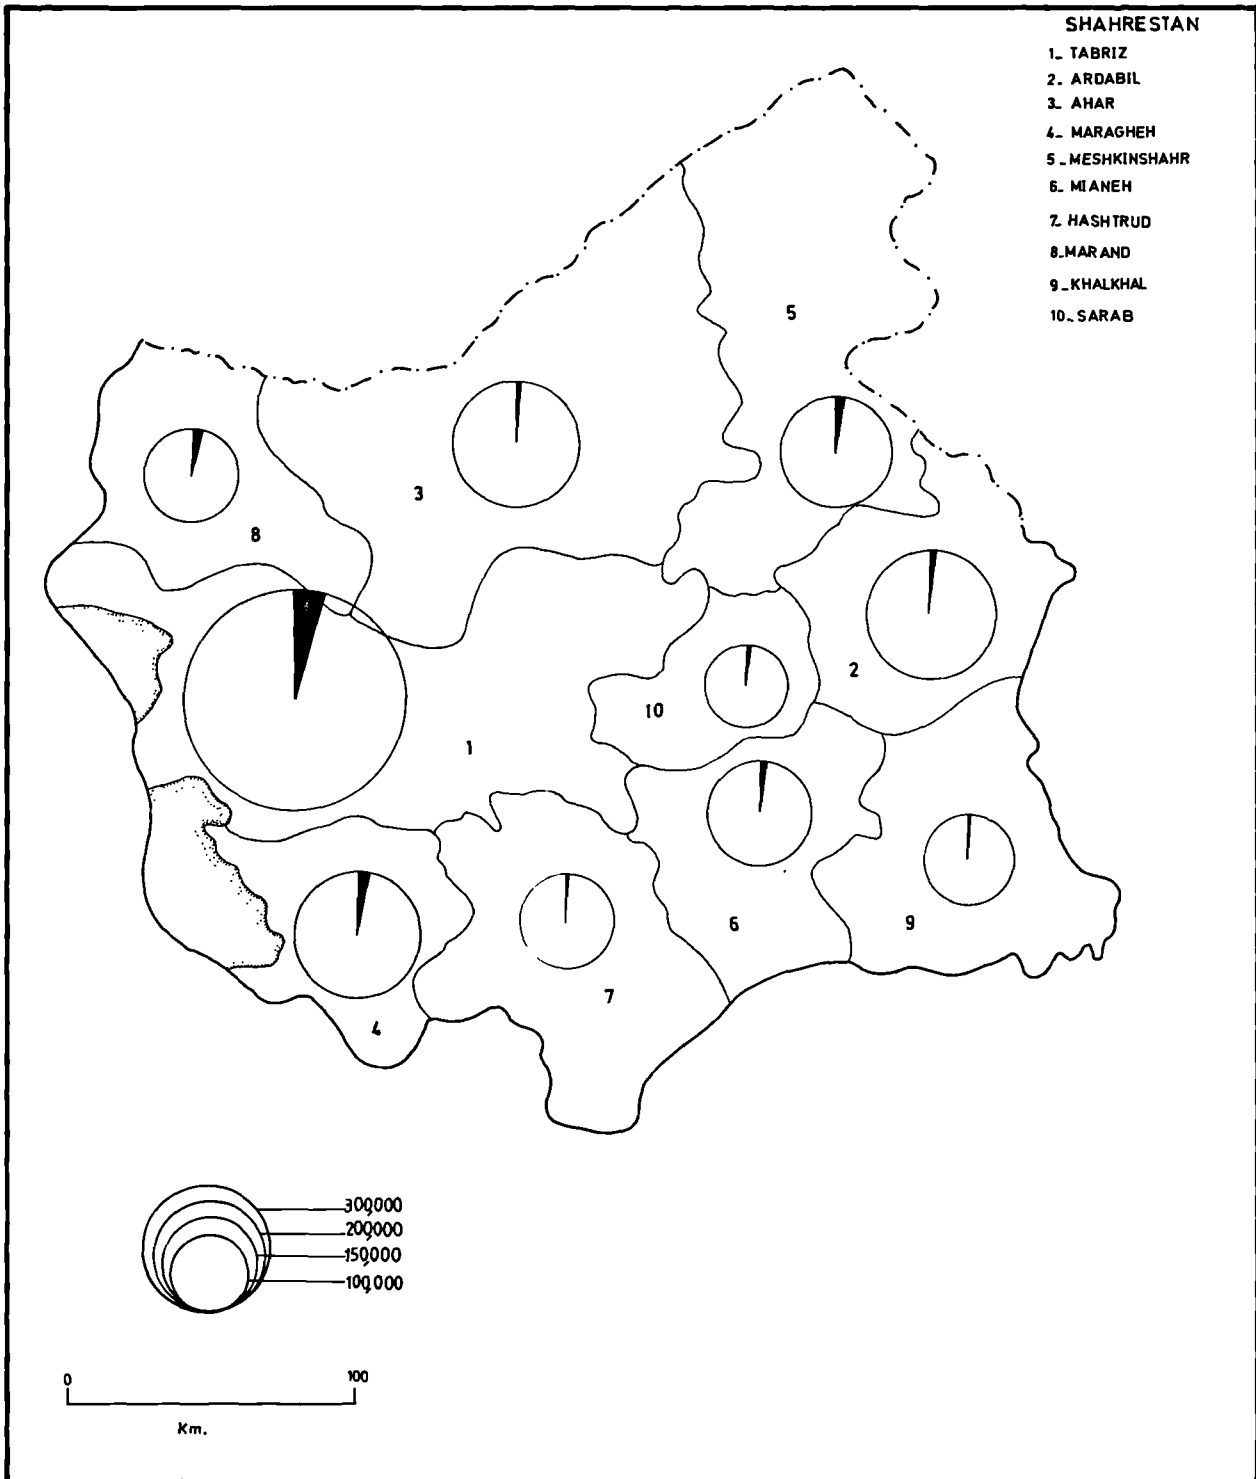 SHAHRESTAN
1_ TABRIZ
2. ARDABIL
3_ AHAR
4_ MARAGHEH
5_MESHKINSHAHR
6_ MIANEH
7_ HASHTRUD
8_MARAND
9_KHALKHAL
10_SARAB
5
3
8
2
10
1
6
9
7
4
300,000
200,000
150,000
100,000
0 100
Km.